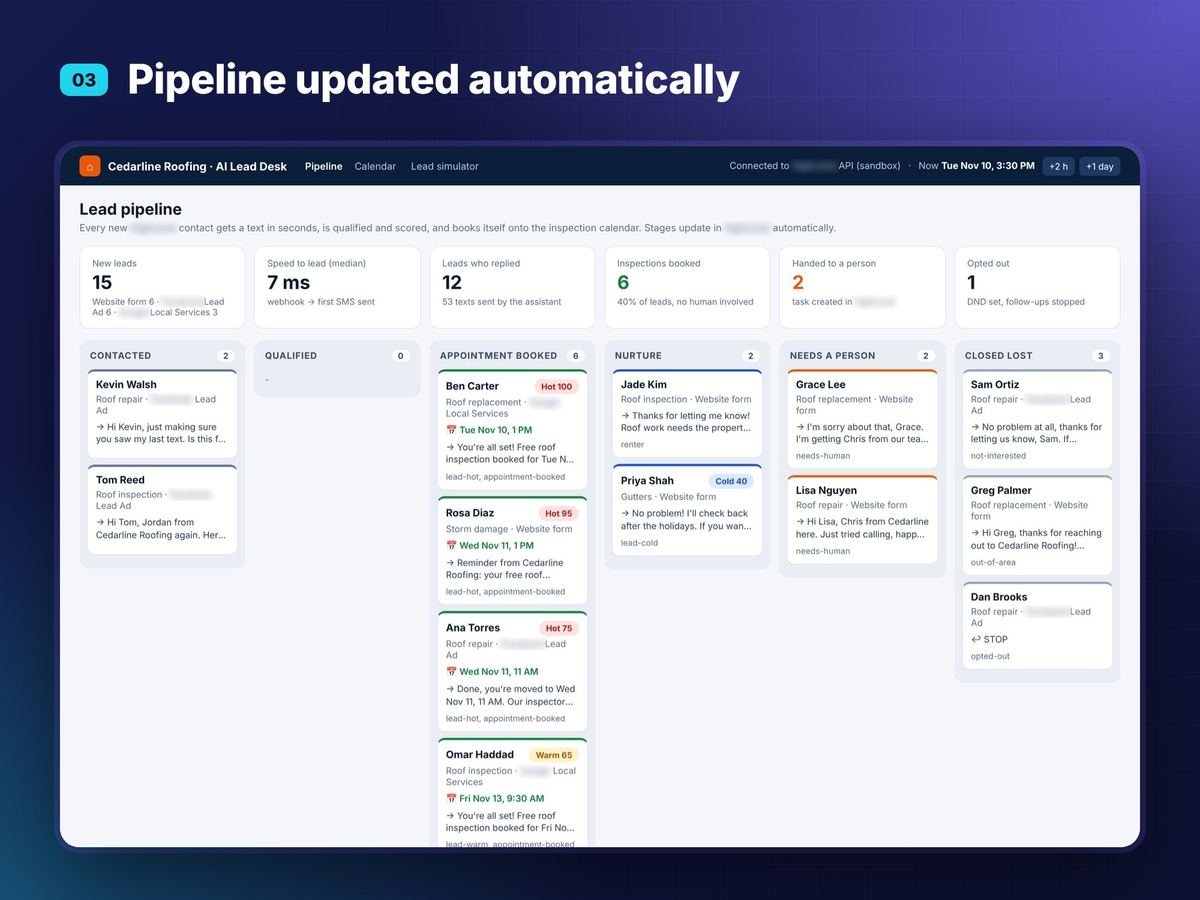 03
Pipeline updated automatically
Cedarline Roofing · AI Lead Desk
Pipeline
Calendar
Lead simulator
Connected to API (sandbox) · Now Tue Nov 10, 3:30 PM
+2 h
+1 day
Lead pipeline
Every new contact gets a text in seconds, is qualified and scored, and books itself onto the inspection calendar. Stages update in automatically.
New leads
15
Website form 6 · Lead
Ad 6 · Local Services 3
Speed to lead (median)
7 ms
webhook → first SMS sent
Leads who replied
12
53 texts sent by the assistant
Inspections booked
6
40% of leads, no human involved
Handed to a person
2
task created in
Opted out
1
DND set, follow-ups stopped
CONTACTED 2
Kevin Walsh
Roof repair · Lead
Ad
→ Hi Kevin, just making sure
you saw my last text. Is this f...
Tom Reed
Roof inspection ·
Lead Ad
→ Hi Tom, Jordan from
Cedarline Roofing again. Her...
QUALIFIED 0
-
APPOINTMENT BOOKED 6
Ben Carter Hot 100
Roof replacement ·
Local Services
📅 Tue Nov 10, 1 PM
→ You're all set! Free roof
inspection booked for Tue N...
lead-hot, appointment-booked
Rosa Diaz Hot 95
Storm damage · Website form
📅 Wed Nov 11, 1 PM
→ Reminder from Cedarline
Roofing: your free roof...
lead-hot, appointment-booked
Ana Torres Hot 75
Roof repair · Lead
Ad
📅 Wed Nov 11, 11 AM
→ Done, you're moved to Wed
Nov 11, 11 AM. Our inspector...
lead-hot, appointment-booked
Omar Haddad Warm 65
Roof inspection · Local
Services
📅 Fri Nov 13, 9:30 AM
→ You're all set! Free roof
inspection booked for Fri No...
lead-warm, appointment-booked
NURTURE 2
Jade Kim
Roof inspection · Website form
→ Thanks for letting me know!
Roof work needs the propert...
renter
Priya Shah Cold 40
Gutters · Website form
→ No problem! I'll check back
after the holidays. If you wan...
lead-cold
NEEDS A PERSON 2
Grace Lee
Roof replacement · Website
form
→ I'm sorry about that, Grace.
I'm getting Chris from our tea...
needs-human
Lisa Nguyen
Roof repair · Website form
→ Hi Lisa, Chris from Cedarline
here. Just tried calling, happ...
needs-human
CLOSED LOST 3
Sam Ortiz
Roof repair · Lead
Ad
→ No problem at all, thanks for
letting us know, Sam. If...
not-interested
Greg Palmer
Roof replacement · Website
form
→ Hi Greg, thanks for reaching
out to Cedarline Roofing!...
out-of-area
Dan Brooks
Roof repair · Lead
Ad
↩ STOP
opted-out